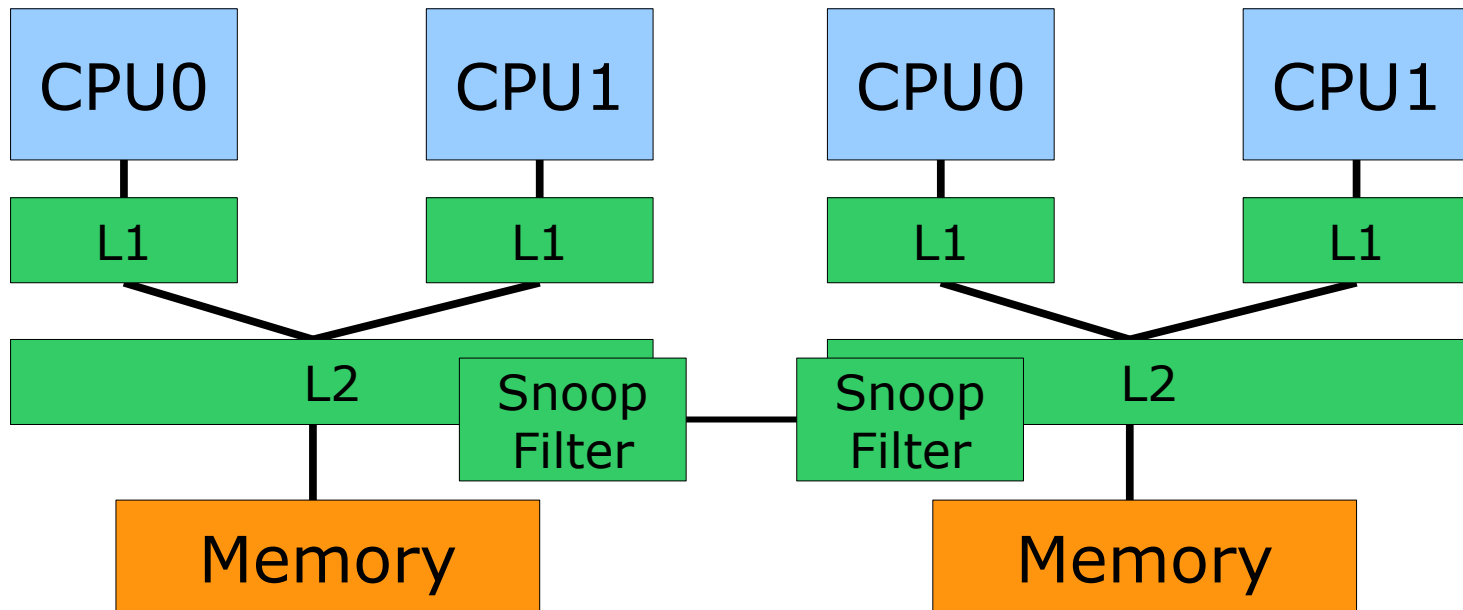 CPU0
CPU1
CPU0
CPU1
L1
L1
L1
L1
L2
Snoop
Filter
Snoop
Filter
L2
Memory
Memory